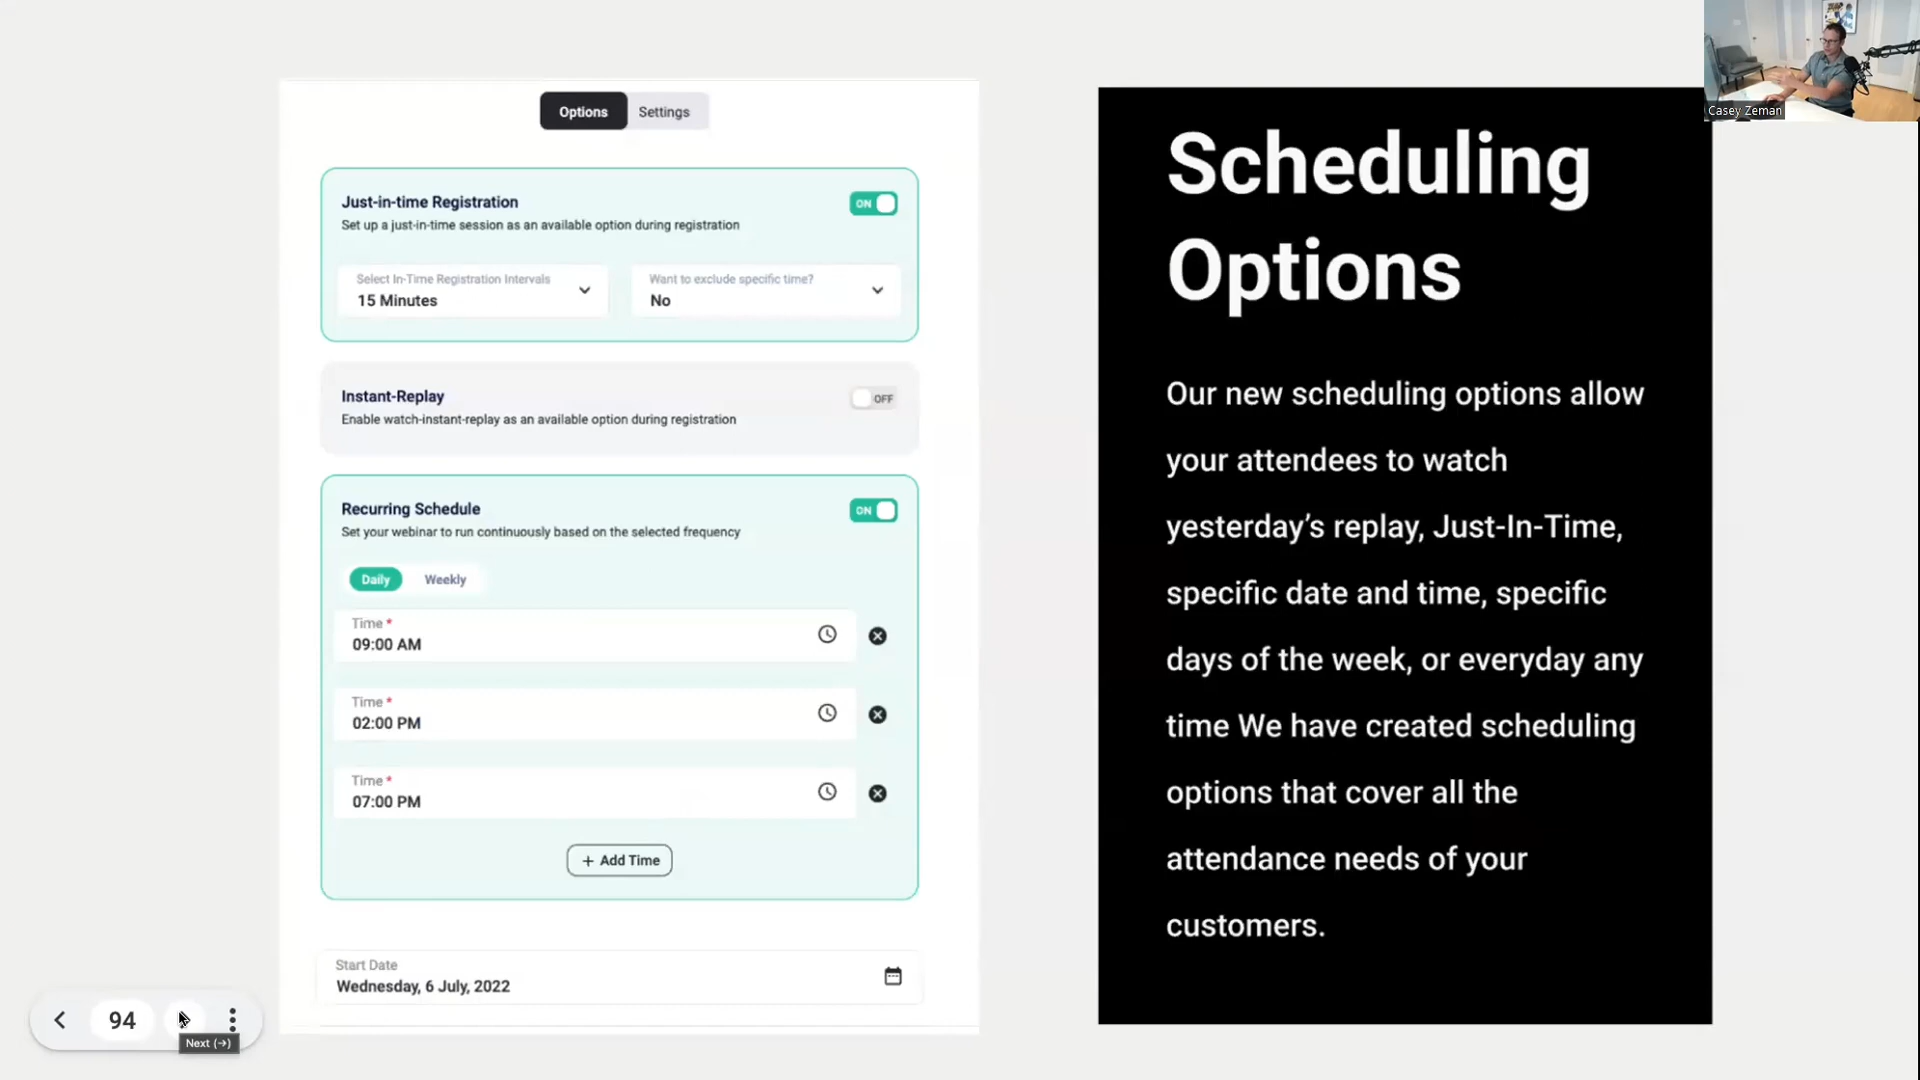 Options Settings
Just-in-time Registration
ON
Set up a just-in-time session as an available option during registration
Select In-Time Registration Intervals
15 Minutes
Want to exclude specific time?
No
Instant-Replay
OFF
Enable watch-instant-replay as an available option during registration
Recurring Schedule
ON
Set your webinar to run continuously based on the selected frequency
Daily Weekly
Time *
09:00 AM
Time *
02:00 PM
Time *
07:00 PM
+ Add Time
Start Date
Wednesday, 6 July, 2022
94
Next (→)
Scheduling
Options
Our new scheduling options allow
your attendees to watch
yesterday’s replay, Just-In-Time,
specific date and time, specific
days of the week, or everyday any
time We have created scheduling
options that cover all the
attendance needs of your
customers.
Casey Zeman